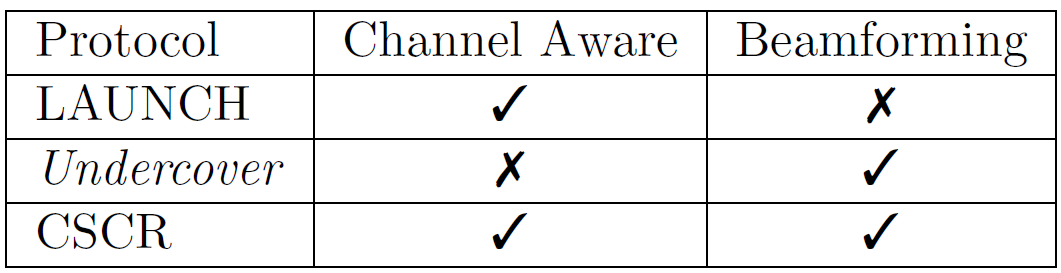 Protocol Channel Aware Beamforming
LAUNCH ✓ ✗
Undercover ✗ ✓
CSCR ✓ ✓